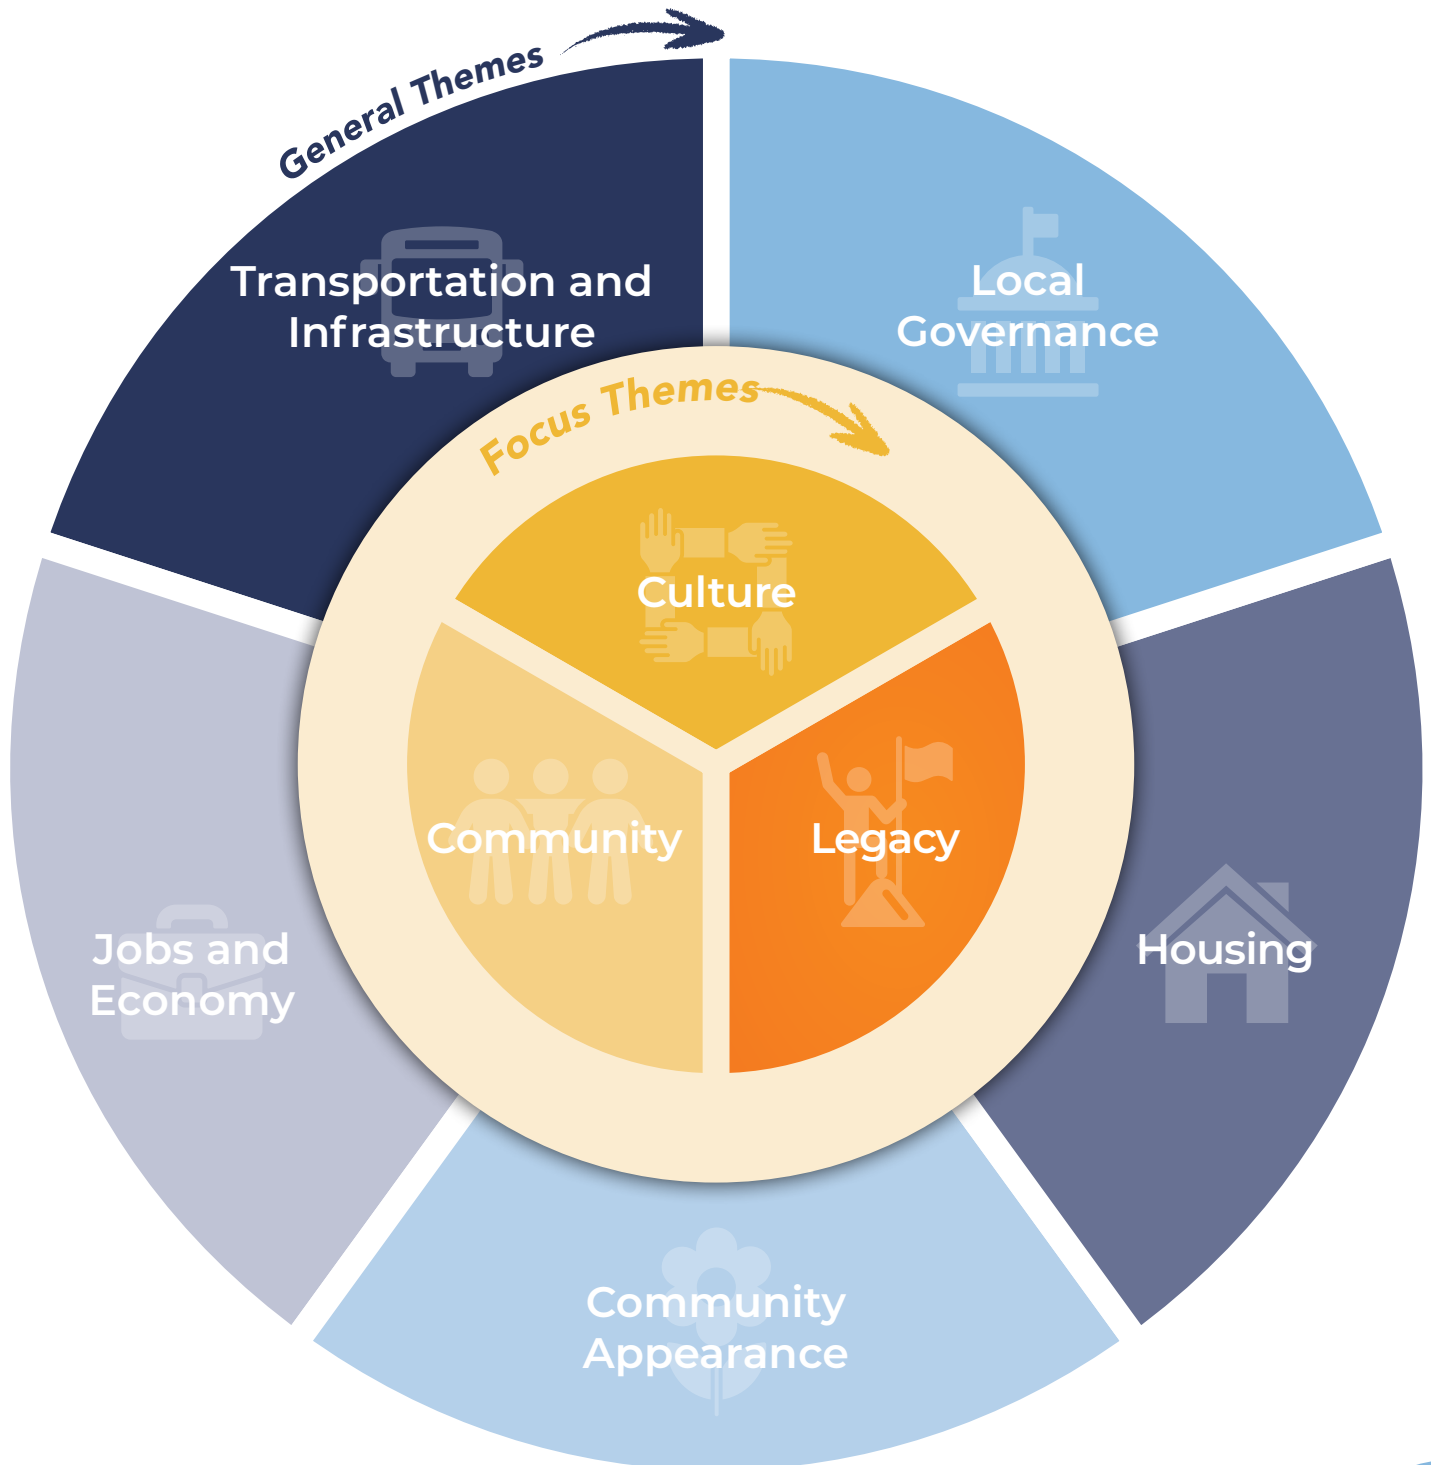 General Themes
Transportation and
Infrastructure
Local
Governance
Focus Themes
Culture
Community
Legacy
Jobs and
Economy
Housing
Community
Appearance